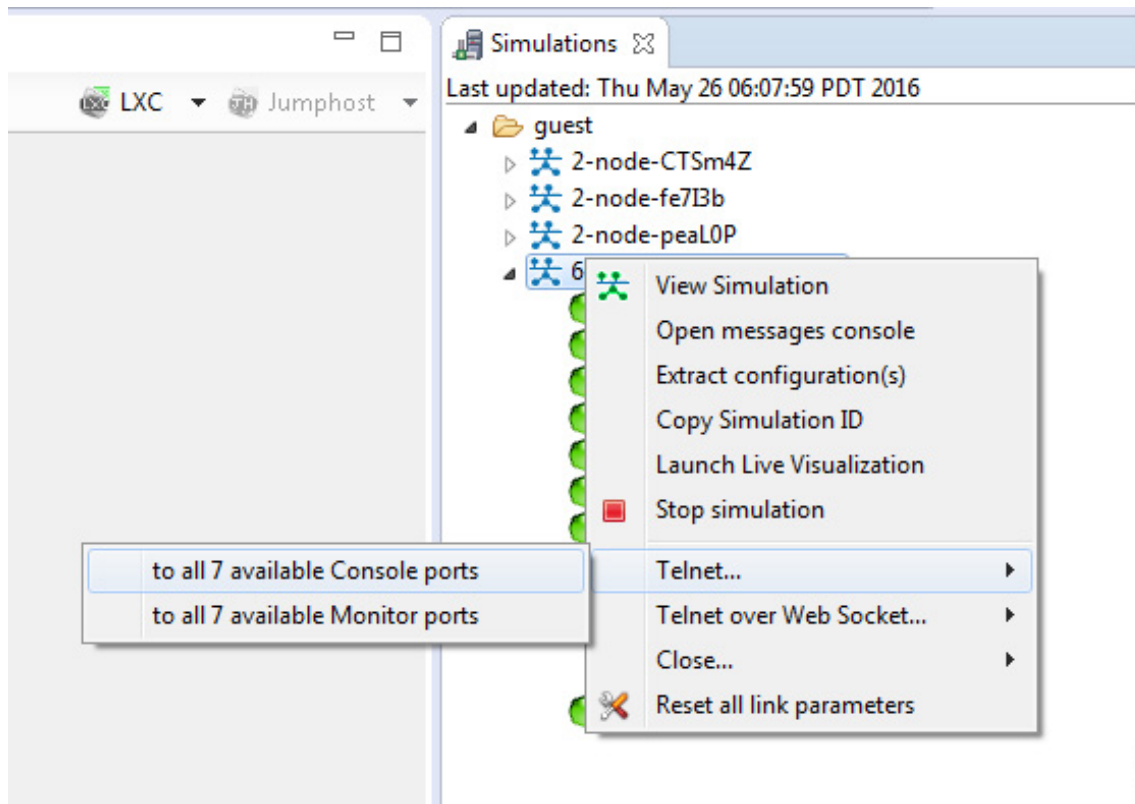 Simulations
LXC
Jumphost
Last updated: Thu May 26 06:07:59 PDT 2016
guest
2-node-CTSm4Z
2-node-fe7I3b
2-node-peaL0P
6
View Simulation
Open messages console
Extract configuration(s)
Copy Simulation ID
Launch Live Visualization
Stop simulation
Telnet...
to all 7 available Console ports
to all 7 available Monitor ports
Telnet over Web Socket...
Close...
Reset all link parameters